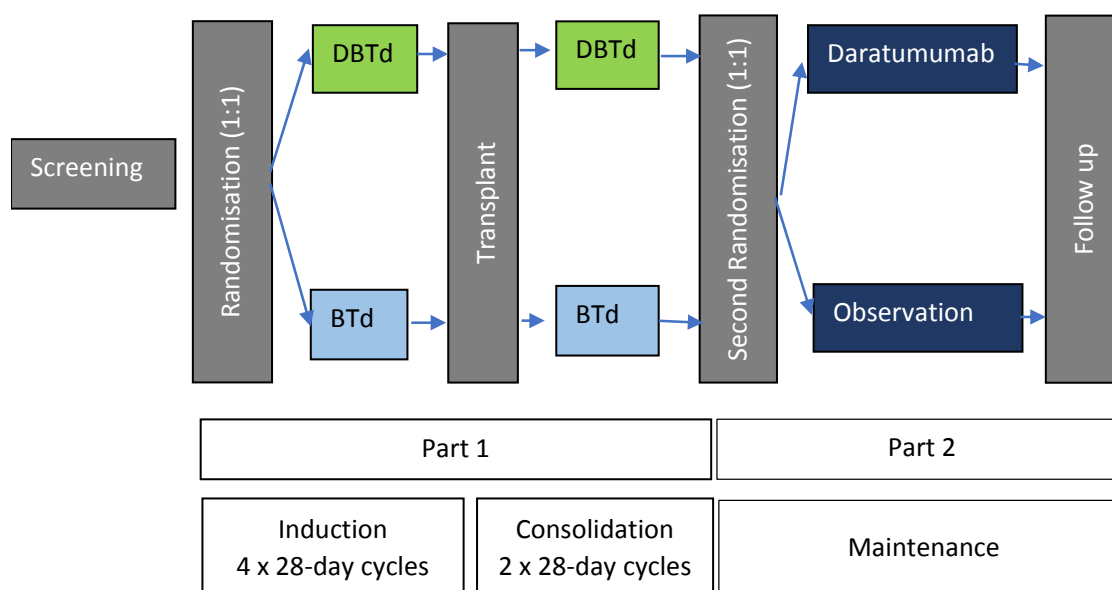 Screening
Randomisation (1:1)
DBTd
BTd
Transplant
DBTd
BTd
Second Randomisation (1:1)
Daratumumab
Observation
Follow up
Part 1
Part 2
Induction
4 x 28-day cycles
Consolidation
2 x 28-day cycles
Maintenance